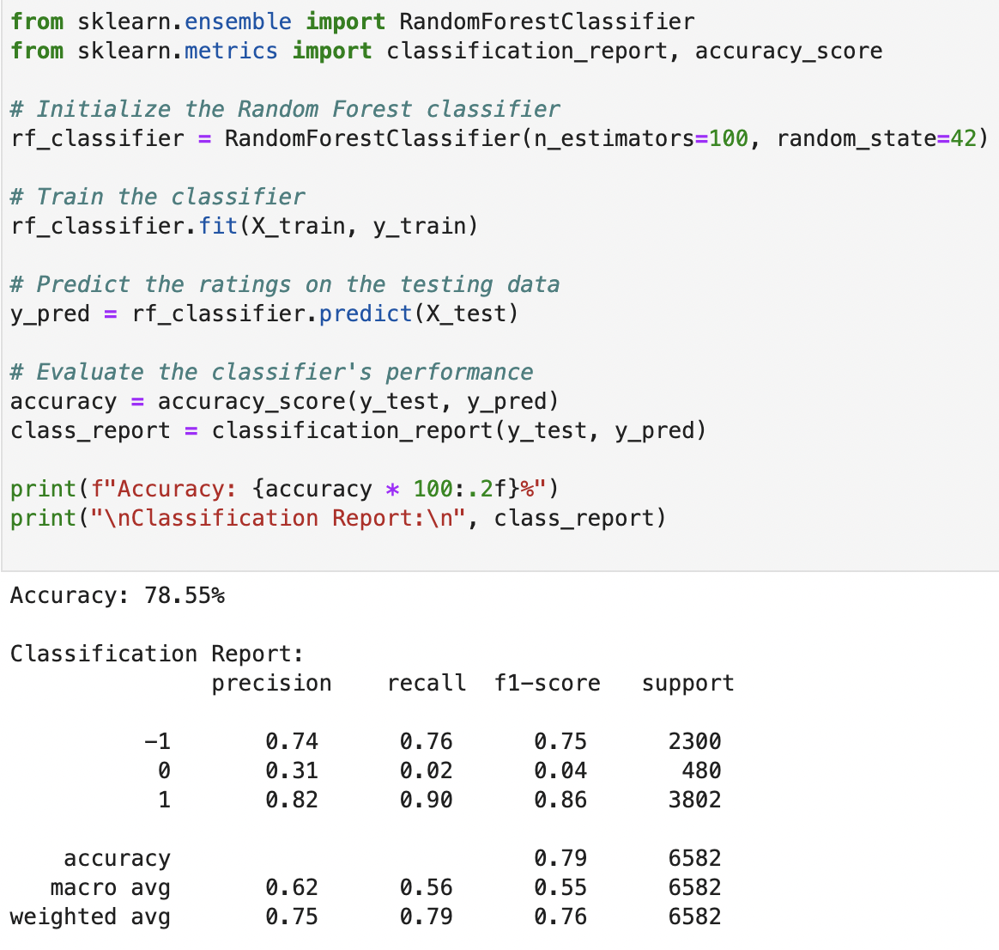 from sklearn.ensemble import RandomForestClassifier
from sklearn.metrics import classification_report, accuracy_score

# Initialize the Random Forest classifier
rf_classifier = RandomForestClassifier(n_estimators=100, random_state=42)

# Train the classifier
rf_classifier.fit(X_train, y_train)

# Predict the ratings on the testing data
y_pred = rf_classifier.predict(X_test)

# Evaluate the classifier's performance
accuracy = accuracy_score(y_test, y_pred)
class_report = classification_report(y_test, y_pred)

print(f"Accuracy: {accuracy * 100:.2f}%")
print("\nClassification Report:\n", class_report)

Accuracy: 78.55%

Classification Report:
               precision    recall  f1-score   support

          -1       0.74      0.76      0.75      2300
           0       0.31      0.02      0.04       480
           1       0.82      0.90      0.86      3802

    accuracy                           0.79      6582
   macro avg       0.62      0.56      0.55      6582
weighted avg       0.75      0.79      0.76      6582